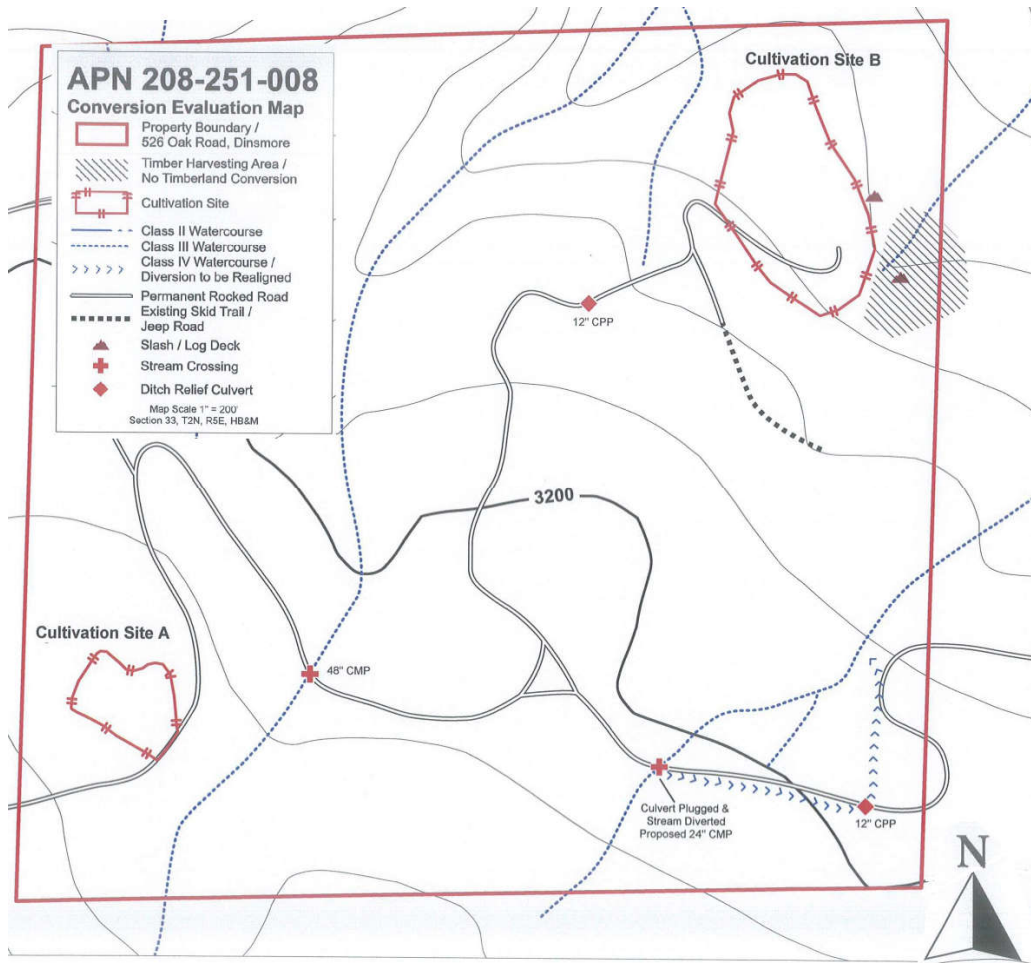 APN 208-251-008
Conversion Evaluation Map
Property Boundary /
526 Oak Road, Dinsmore
Timber Harvesting Area /
No Timberland Conversion
Cultivation Site
Class II Watercourse
Class III Watercourse
Class IV Watercourse /
Diversion to be Realigned
Permanent Rocked Road
Existing Skid Trail /
Jeep Road
Slash / Log Deck
Stream Crossing
Ditch Relief Culvert
Map Scale 1" = 200'
Section 33, T2N, R5E, HB&M
Cultivation Site B
12" CPP
3200
Cultivation Site A
48" CMP
Culvert Plugged &
Stream Diverted
Proposed 24" CMP
12" CPP
N